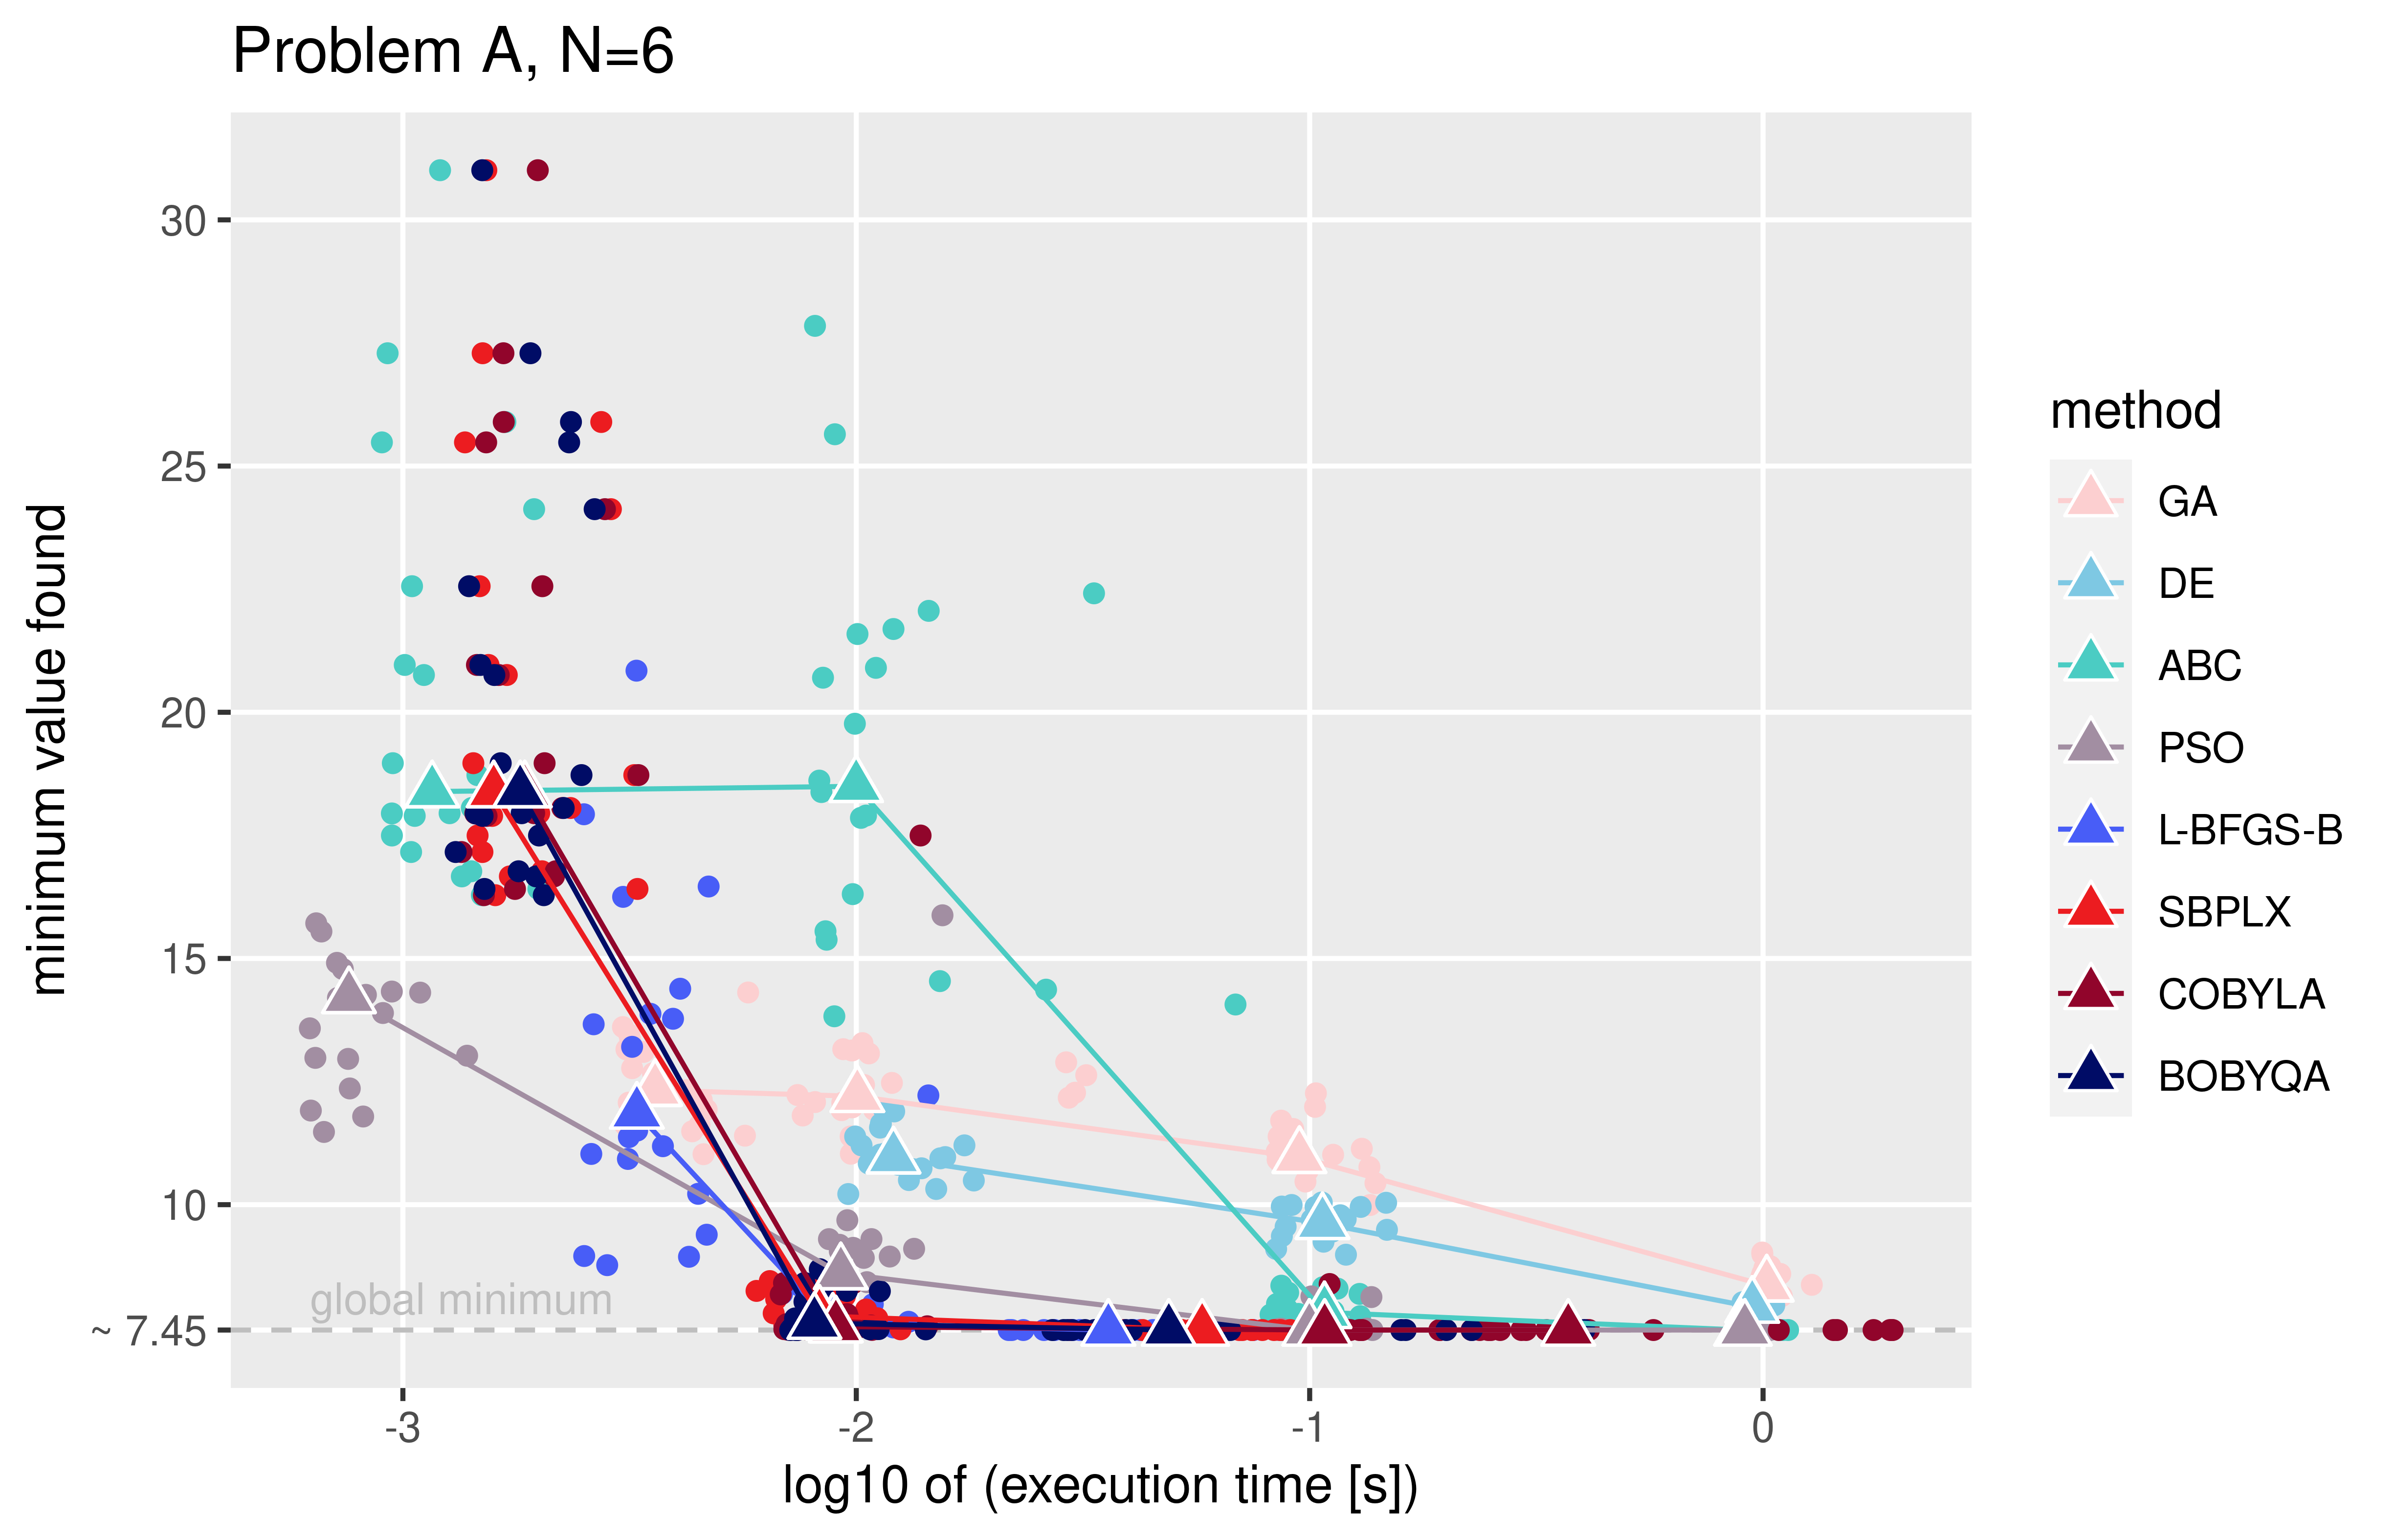 Problem A, N=6
minimum value found
30
25
20
15
10
~ 7.45
global minimum
-3
-2
-1
0
log10 of (execution time [s])
method
GA
DE
ABC
PSO
L-BFGS-B
SBPLX
COBYLA
BOBYQA